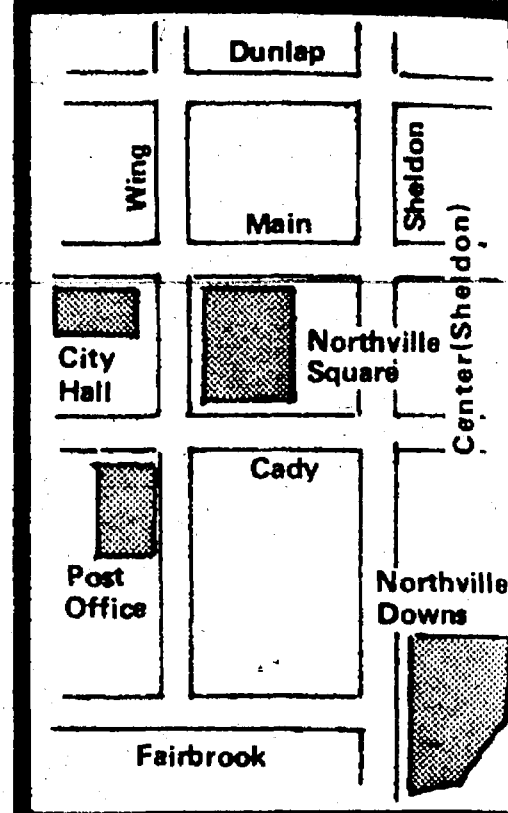 Dunlap
Wing
Sheldon
Main
Center(Sheldon)
City
Hall
Northville
Square
Cady
Post
Office
Northville
Downs
Fairbrook